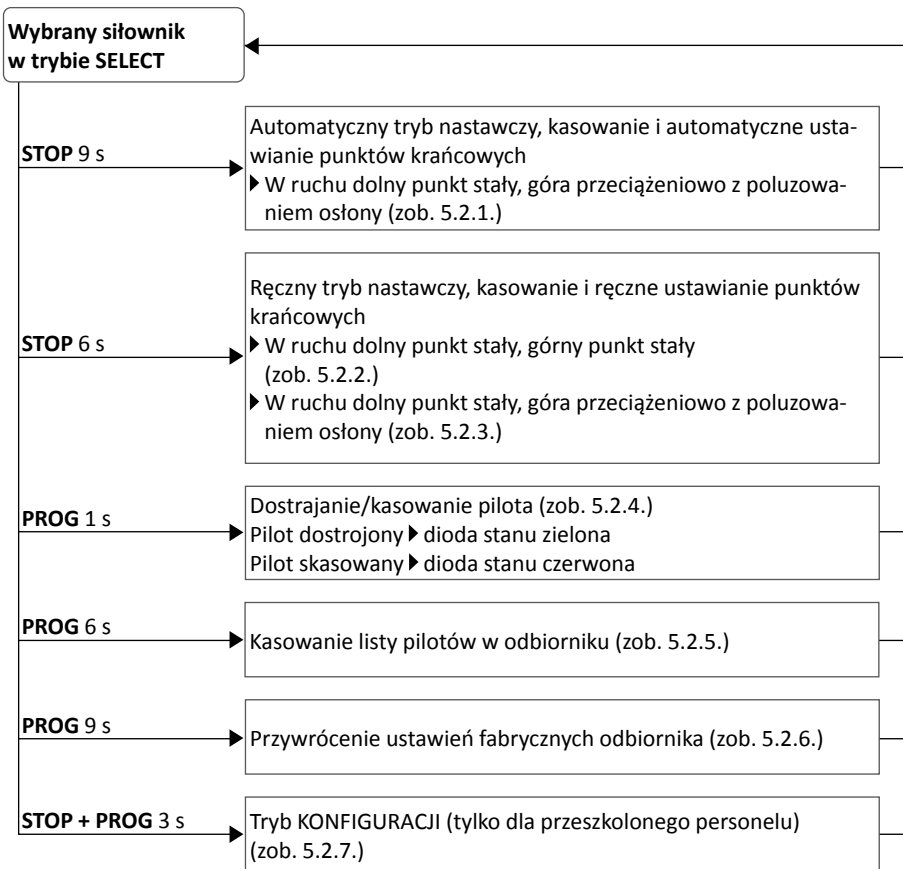 Wybrany siłownik
w trybie SELECT
STOP 9 s
Automatyczny tryb nastawczy, kasowanie i automatyczne usta-
wianie punktów krańcowych
▶ W ruchu dolny punkt stały, góra przeciążeniowo z poluzowa-
niem osłony (zob. 5.2.1.)
STOP 6 s
Ręczny tryb nastawczy, kasowanie i ręczne ustawianie punktów
krańcowych
▶ W ruchu dolny punkt stały, górny punkt stały
(zob. 5.2.2.)
▶ W ruchu dolny punkt stały, góra przeciążeniowo z poluzowa-
niem osłony (zob. 5.2.3.)
PROG 1 s
Dostrajanie/kasowanie pilota (zob. 5.2.4.)
Pilot dostrojony ▶ dioda stanu zielona
Pilot skasowany ▶ dioda stanu czerwona
PROG 6 s
Kasowanie listy pilotów w odbiorniku (zob. 5.2.5.)
PROG 9 s
Przywrócenie ustawień fabrycznych odbiornika (zob. 5.2.6.)
STOP + PROG 3 s
Tryb KONFIGURACJI (tylko dla przeszkolonego personelu)
(zob. 5.2.7.)